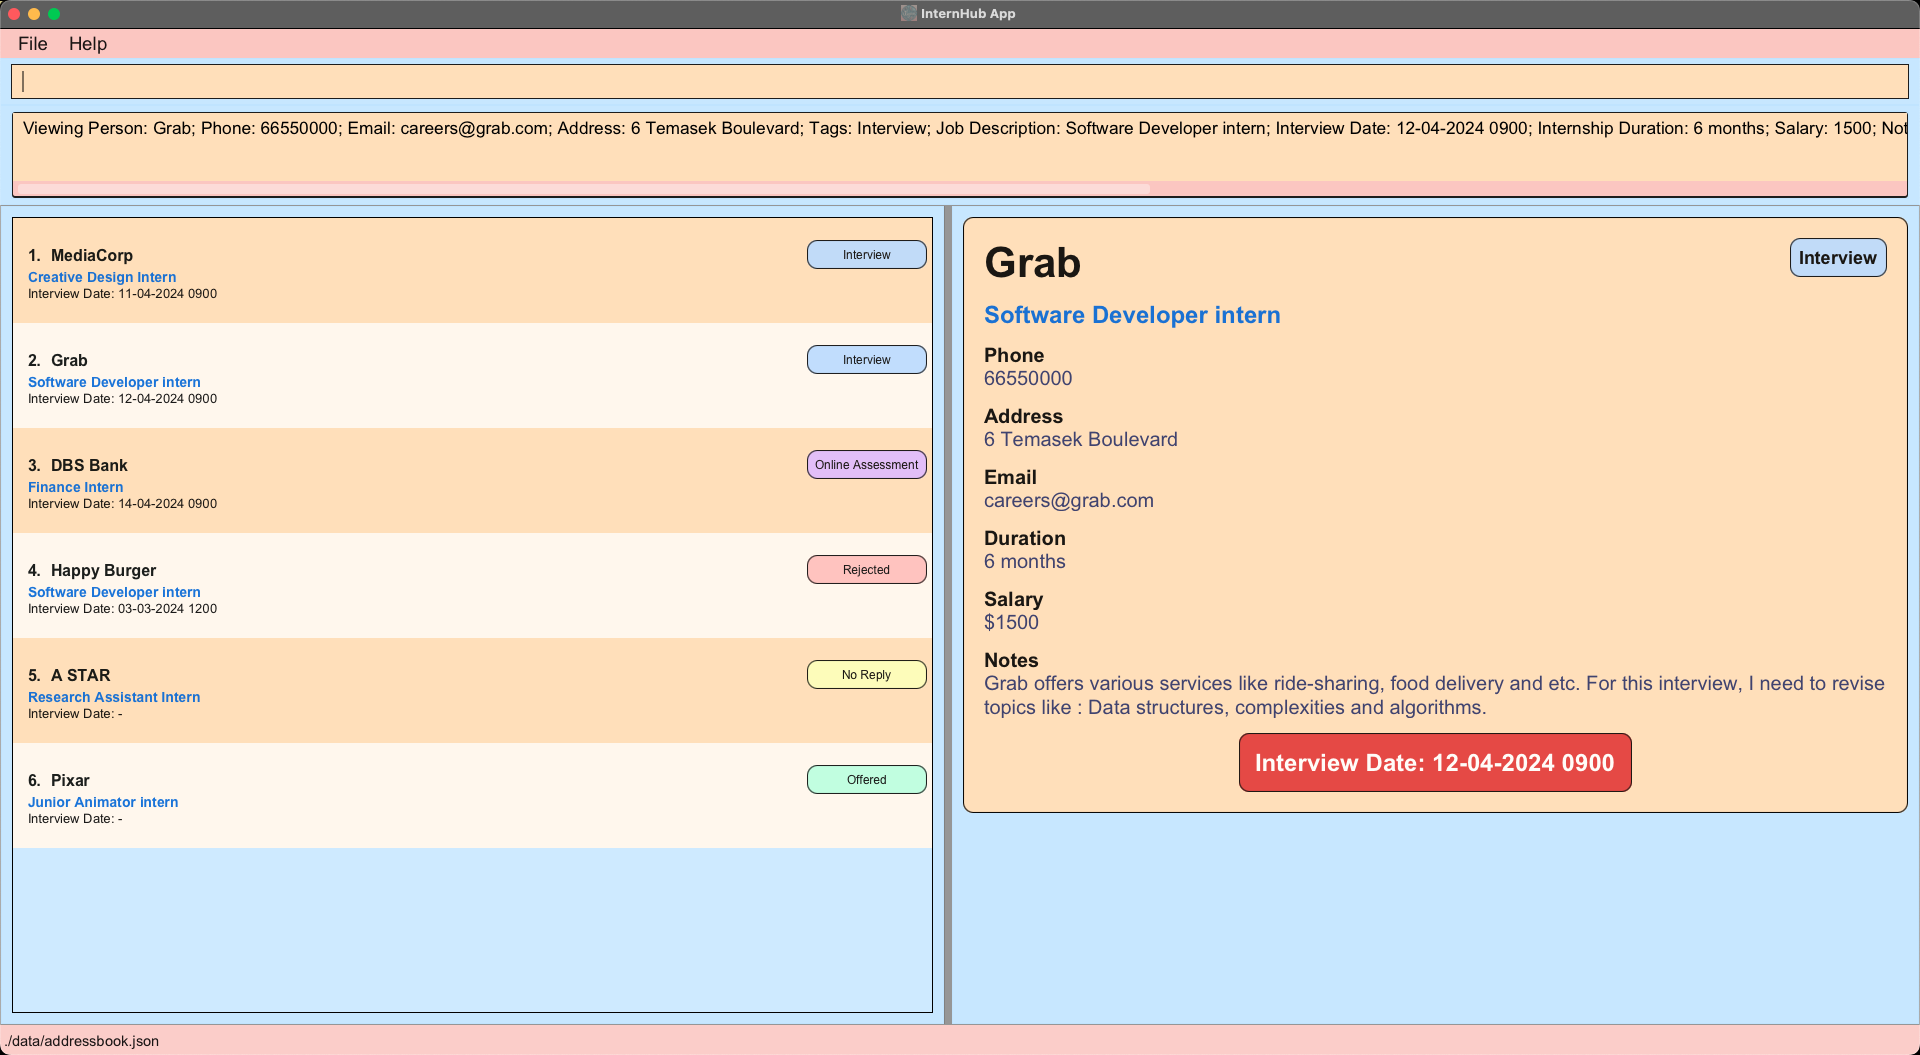 InternHub App
File Help
Viewing Person: Grab; Phone: 66550000; Email: careers@grab.com; Address: 6 Temasek Boulevard; Tags: Interview; Job Description: Software Developer intern; Interview Date: 12-04-2024 0900; Internship Duration: 6 months; Salary: 1500; Not
1. MediaCorp
Interview
Creative Design Intern
Interview Date: 11-04-2024 0900
2. Grab
Interview
Software Developer intern
Interview Date: 12-04-2024 0900
3. DBS Bank
Online Assessment
Finance Intern
Interview Date: 14-04-2024 0900
4. Happy Burger
Rejected
Software Developer intern
Interview Date: 03-03-2024 1200
5. A STAR
No Reply
Research Assistant Intern
Interview Date: -
6. Pixar
Offered
Junior Animator intern
Interview Date: -
Grab
Interview
Software Developer intern
Phone
66550000
Address
6 Temasek Boulevard
Email
careers@grab.com
Duration
6 months
Salary
$1500
Notes
Grab offers various services like ride-sharing, food delivery and etc. For this interview, I need to revise
topics like : Data structures, complexities and algorithms.
Interview Date: 12-04-2024 0900
./data/addressbook.json